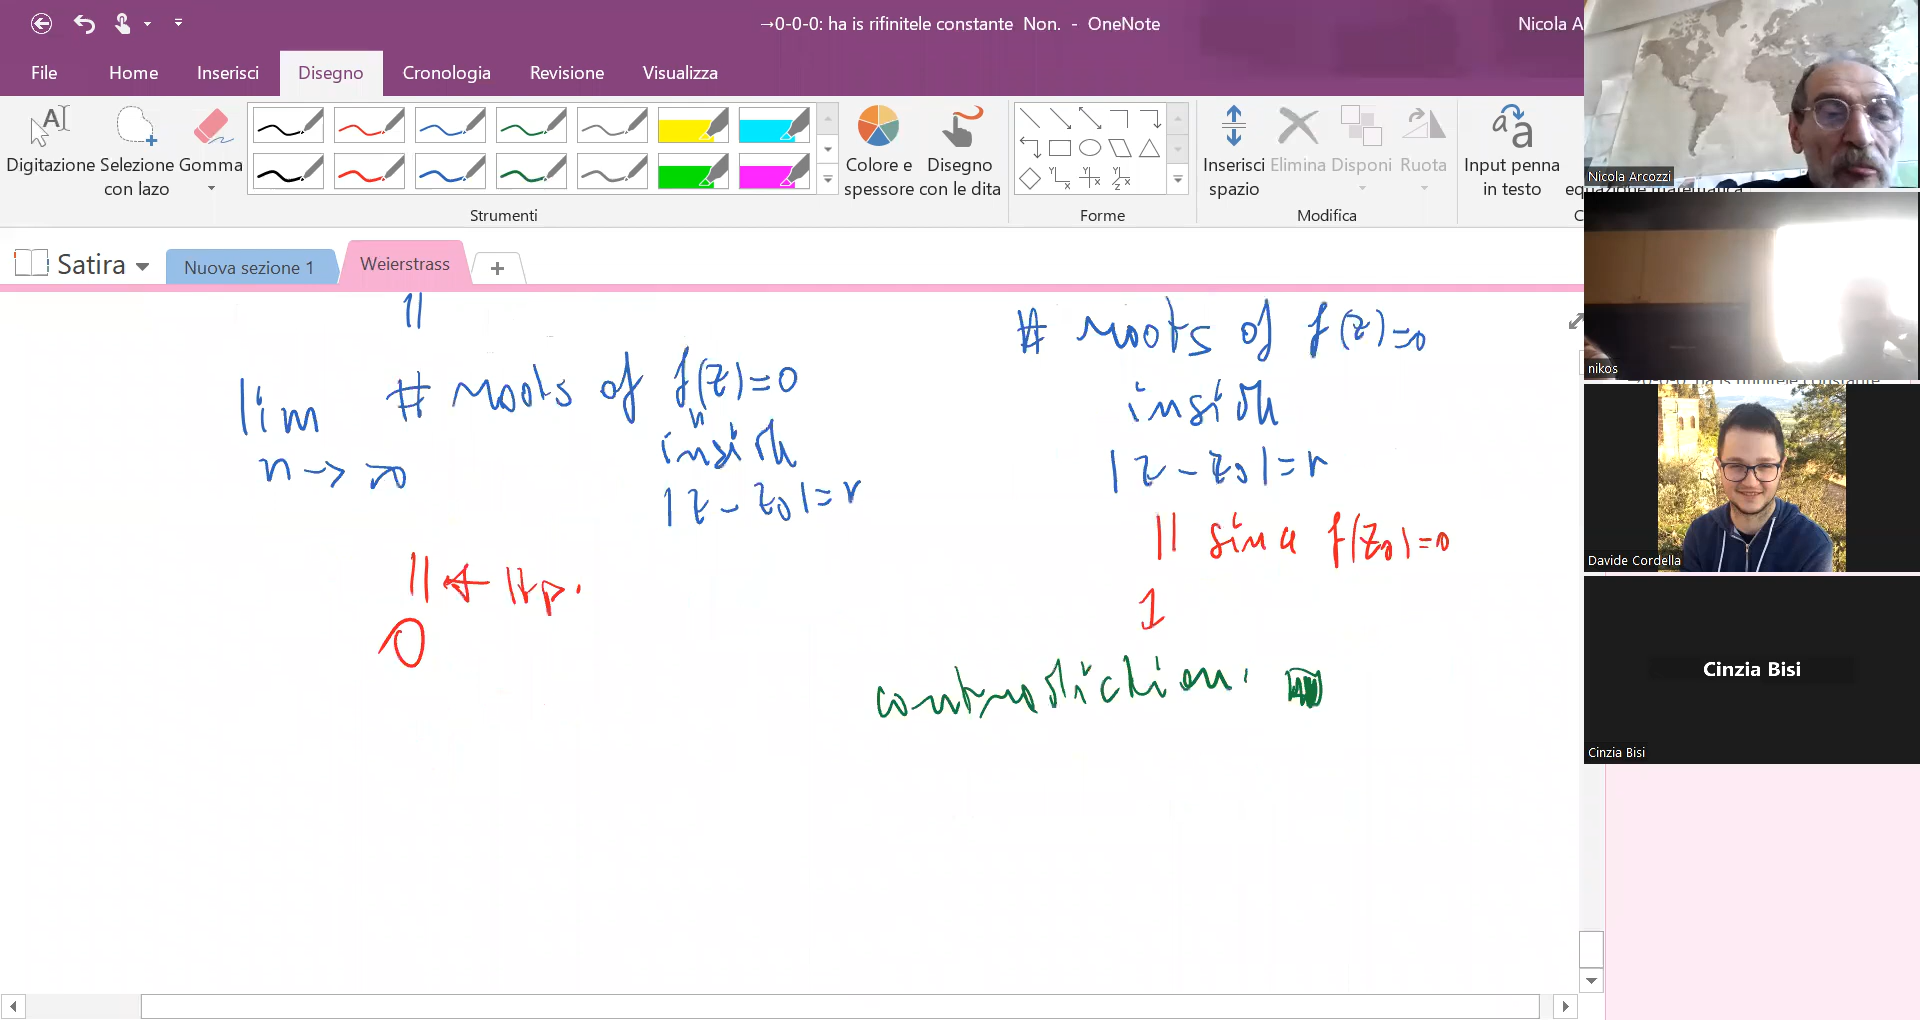 →0-0-0: ha is rifinitele constante Non. - OneNote
Nicola A
File Home Inserisci Disegno Cronologia Revisione Visualizza
Digitazione
Selezione con lazo
Gomma
Strumenti
Colore e spessore
Disegno con le dita
Forme
Inserisci spazio
Elimina
Disponi
Ruota
Modifica
Input penna in testo
Satira
Nuova sezione 1
Weierstrass
+
||
lim # roots of f_n(z)=0
n→∞
inside
|z-z₀|=r
|| ← Hp.
0
# roots of f(z)=0
inside
|z-z₀|=r
|| since f(z₀)=0
1
contradiction.
Nicola Arcozzi
nikos
Davide Cordella
Cinzia Bisi
Cinzia Bisi